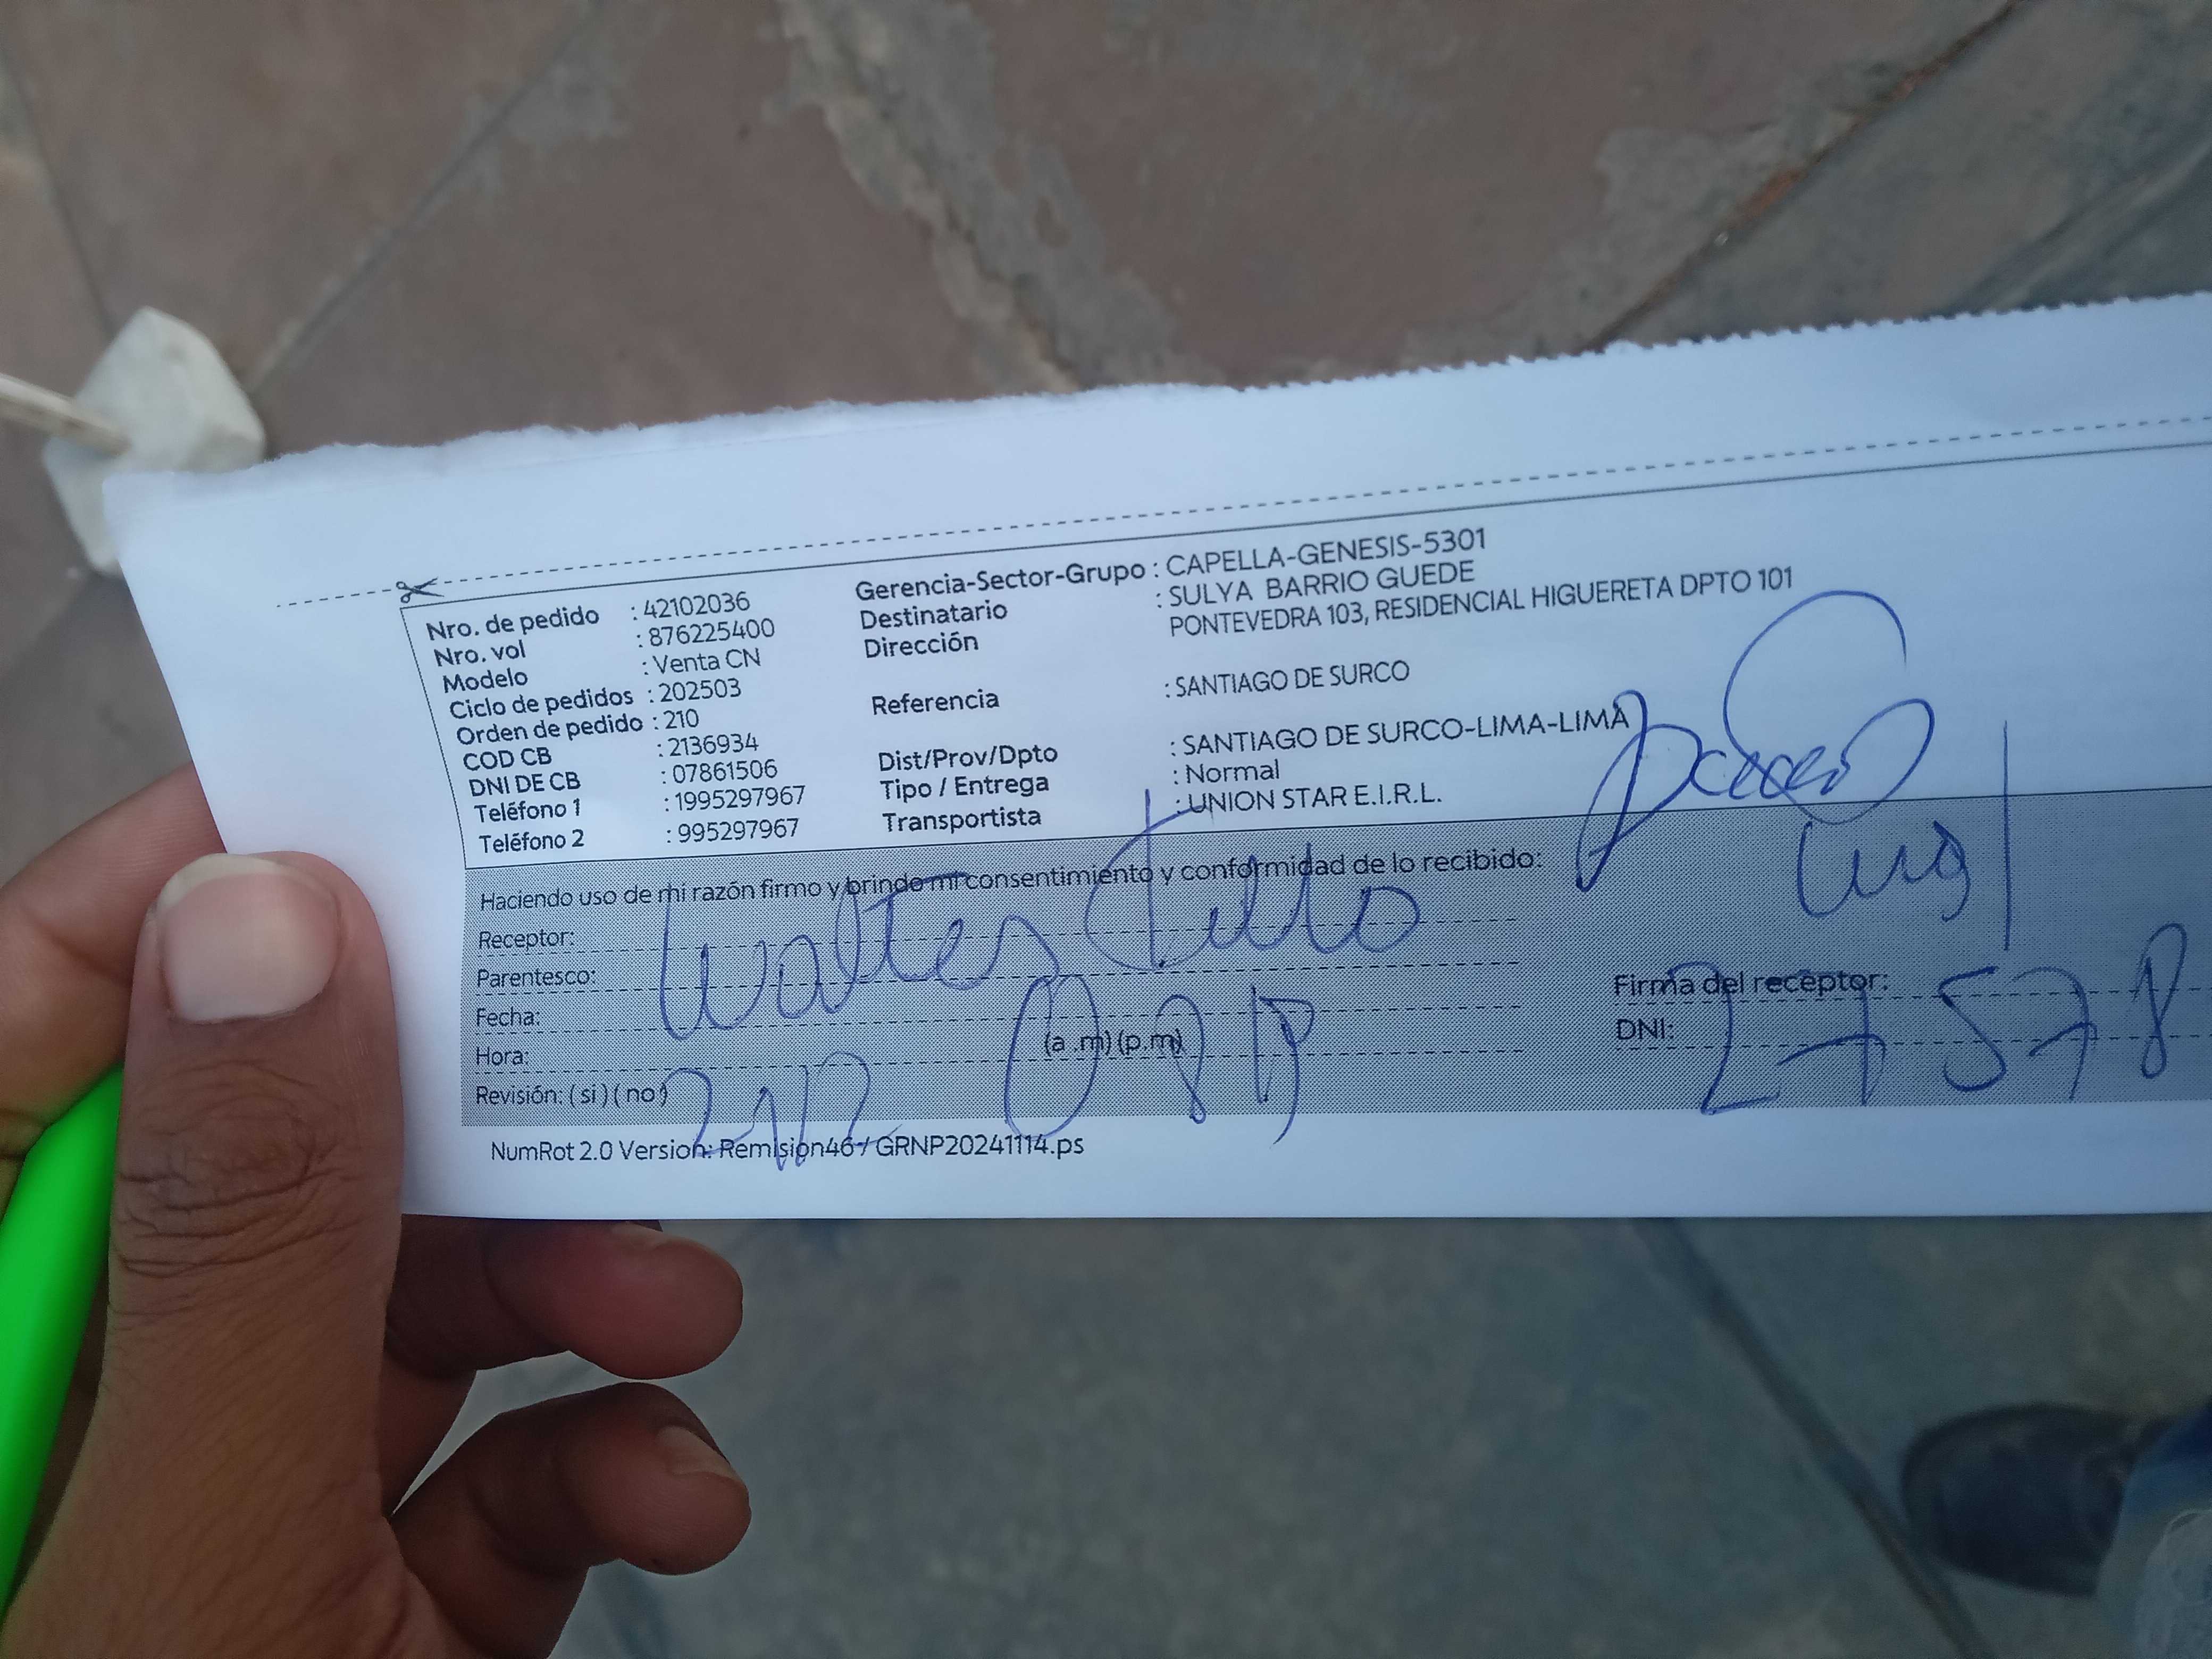 Nro. de pedido : 42102036
Nro. vol : 876225400
Modelo : Venta CN
Ciclo de pedidos : 202503
Orden de pedido : 210
COD CB : 2136934
DNI DE CB : 07861506
Teléfono 1 : 1995297967
Teléfono 2 : 995297967
Gerencia-Sector-Grupo : CAPELLA-GENESIS-5301
Destinatario : SULYA BARRIO GUEDE
Dirección PONTEVEDRA 103, RESIDENCIAL HIGUERETA DPTO 101
Referencia : SANTIAGO DE SURCO
Dist/Prov/Dpto : SANTIAGO DE SURCO-LIMA-LIMA
Tipo / Entrega : Normal
Transportista : UNION STAR E.I.R.L.
Haciendo uso de mi razón firmo y brindo mi consentimiento y conformidad de lo recibido:
Receptor:
Walter Tello
Parentesco:
Fecha:
Hora: (a .m) (p.m)
Revisión: ( si ) ( no )
Firma del receptor:
DNI: 27578
NumRot 2.0 Version: Remision46 / GRNP20241114.ps